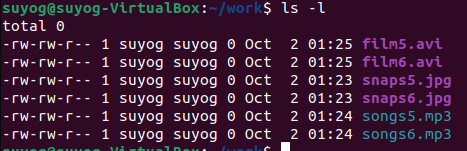 suyog@suyog-VirtualBox:~/work$ ls -l
total 0
-rw-rw-r-- 1 suyog suyog 0 Oct  2 01:25 film5.avi
-rw-rw-r-- 1 suyog suyog 0 Oct  2 01:25 film6.avi
-rw-rw-r-- 1 suyog suyog 0 Oct  2 01:23 snaps5.jpg
-rw-rw-r-- 1 suyog suyog 0 Oct  2 01:23 snaps6.jpg
-rw-rw-r-- 1 suyog suyog 0 Oct  2 01:24 songs5.mp3
-rw-rw-r-- 1 suyog suyog 0 Oct  2 01:24 songs6.mp3
suyog@suyog-VirtualBox:~/work$